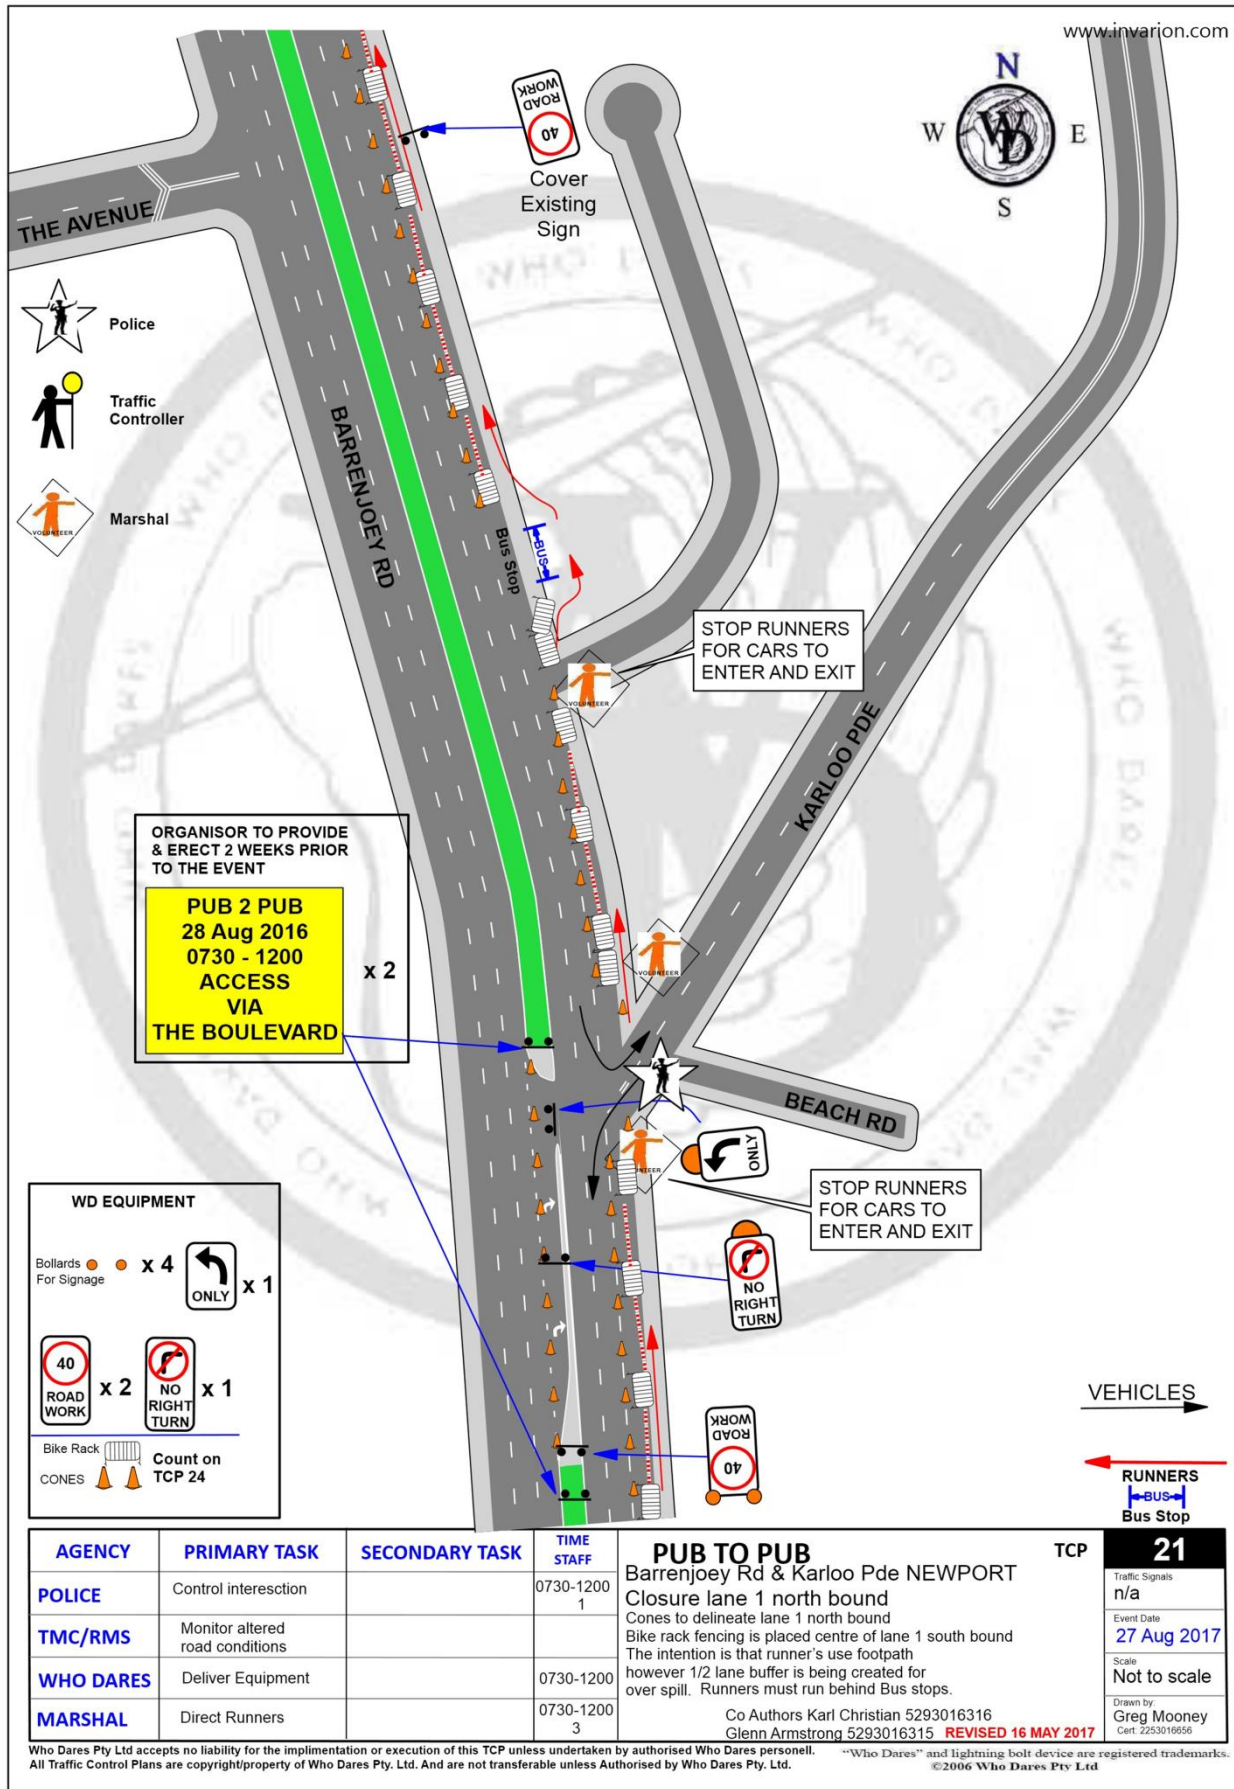 www.invarion.com
N
W
E
S
WD
ROAD
WORK
40
Cover
Existing
Sign
THE AVENUE
Police
Traffic
Controller
VOLUNTEER
Marshal
BARRENJOEY RD
Bus Stop
BUS
STOP RUNNERS
FOR CARS TO
ENTER AND EXIT
VOLUNTEER
KARLOO PDE
ORGANISOR TO PROVIDE
& ERECT 2 WEEKS PRIOR
TO THE EVENT
PUB 2 PUB
28 Aug 2016
0730 - 1200
ACCESS
VIA
THE BOULEVARD
x 2
VOLUNTEER
BEACH RD
UNTEER
ONLY
STOP RUNNERS
FOR CARS TO
ENTER AND EXIT
NO
RIGHT
TURN
WD EQUIPMENT
Bollards
For Signage
x 4
ONLY
x 1
40
ROAD
WORK
x 2
NO
RIGHT
TURN
x 1
Bike Rack
CONES
Count on
TCP 24
ROAD
WORK
40
VEHICLES
RUNNERS
BUS
Bus Stop
AGENCY PRIMARY TASK SECONDARY TASK TIME STAFF
POLICE Control interesction 0730-1200 1
TMC/RMS Monitor altered road conditions
WHO DARES Deliver Equipment 0730-1200
MARSHAL Direct Runners 0730-1200 3
PUB TO PUB TCP 21
Barrenjoey Rd & Karloo Pde NEWPORT
Closure lane 1 north bound
Cones to delineate lane 1 north bound
Bike rack fencing is placed centre of lane 1 south bound
The intention is that runner's use footpath
however 1/2 lane buffer is being created for
over spill. Runners must run behind Bus stops.
Co Authors Karl Christian 5293016316
Glenn Armstrong 5293016315 REVISED 16 MAY 2017
Traffic Signals
n/a
Event Date
27 Aug 2017
Scale
Not to scale
Drawn by:
Greg Mooney
Cert: 2253016656
Who Dares Pty Ltd accepts no liability for the implimentation or execution of this TCP unless undertaken by authorised Who Dares personell.
All Traffic Control Plans are copyright/property of Who Dares Pty. Ltd. And are not transferable unless Authorised by Who Dares Pty. Ltd.
"Who Dares" and lightning bolt device are registered trademarks.
©2006 Who Dares Pty Ltd